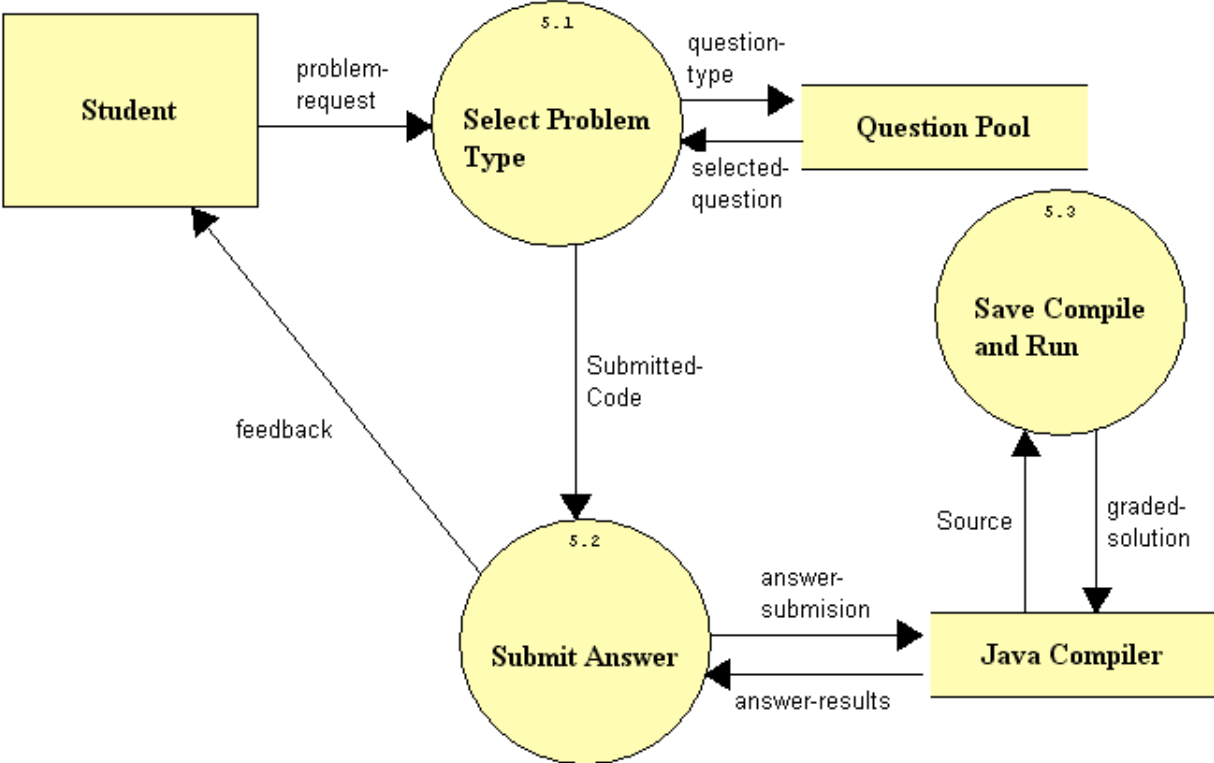 5.1
question-
type
problem-
request
Student
Select Problem
Type
Question Pool
selected-
question
5.3
Save Compile
and Run
Submitted-
Code
feedback
Source
graded-
solution
5.2
answer-
submision
Submit Answer
Java Compiler
answer-results